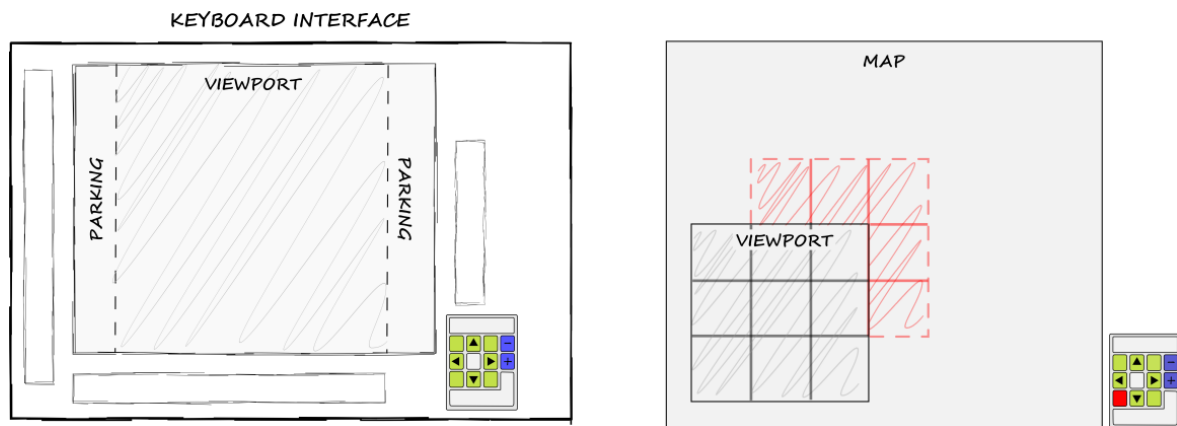 KEYBOARD INTERFACE
VIEWPORT
PARKING
PARKING
-
+
MAP
VIEWPORT
-
+